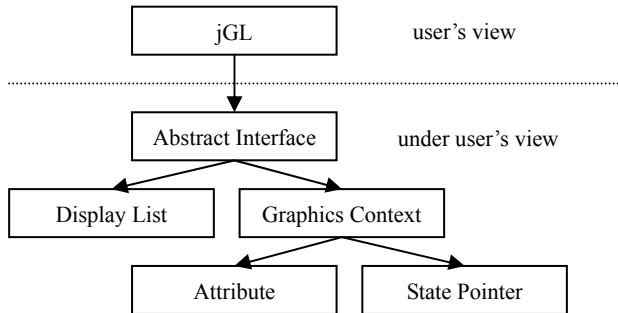 jGL
user’s view
Abstract Interface
under user’s view
Display List
Graphics Context
Attribute
State Pointer